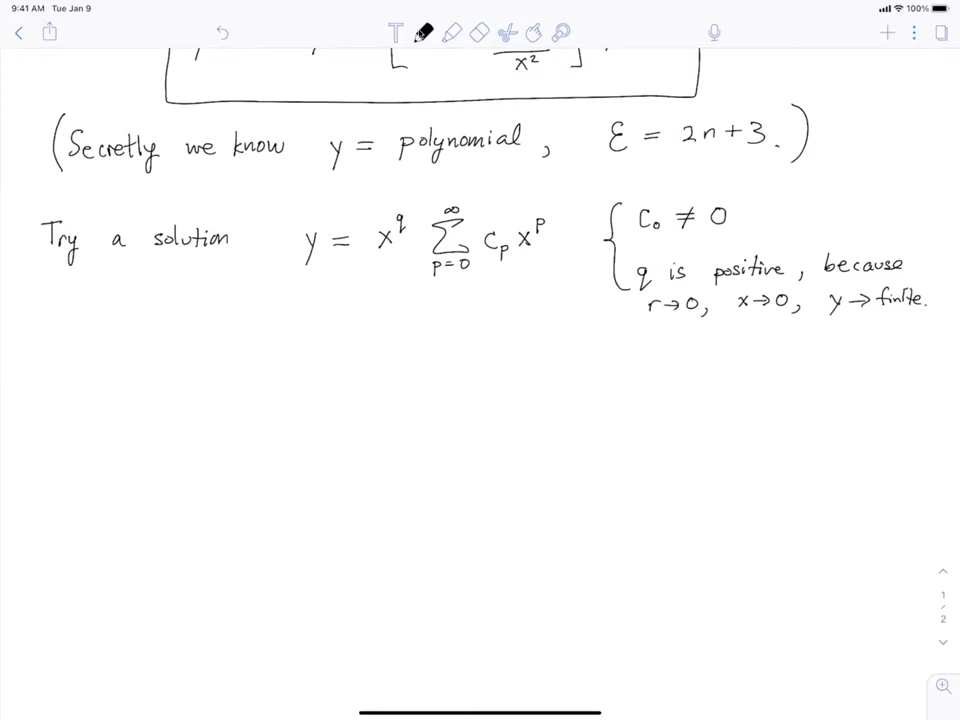 9:41 AM Tue Jan 9
100%
T
x²
(Secretly we know y = polynomial, Ɛ = 2n+3.)
Try a solution y = x^q ∑_{p=0}^{∞} c_p x^p { c₀ ≠ 0
q is positive, because
r→0, x→0, y→finite.
1
/
2